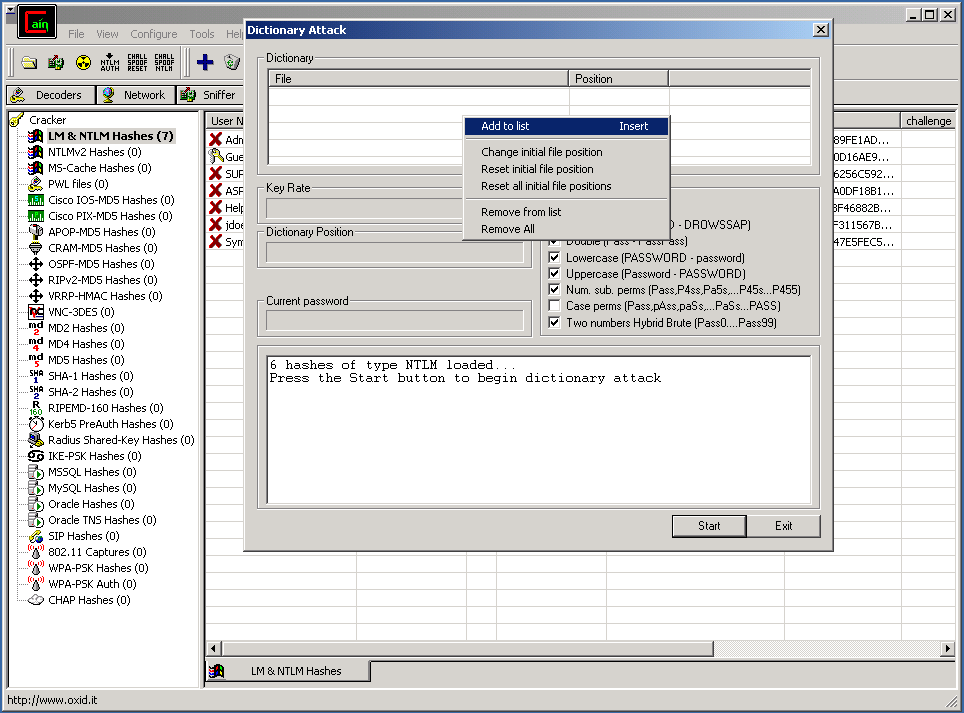 Cain
File View Configure Tools Help
NTLM AUTH CHALL SPOOF RESET CHALL SPOOF NTLM
Decoders Network Sniffer
Cracker
LM & NTLM Hashes (7)
NTLMv2 Hashes (0)
MS-Cache Hashes (0)
PWL files (0)
Cisco IOS-MD5 Hashes (0)
Cisco PIX-MD5 Hashes (0)
APOP-MD5 Hashes (0)
CRAM-MD5 Hashes (0)
OSPF-MD5 Hashes (0)
RIPv2-MD5 Hashes (0)
VRRP-HMAC Hashes (0)
VNC-3DES (0)
MD2 Hashes (0)
MD4 Hashes (0)
MD5 Hashes (0)
SHA-1 Hashes (0)
SHA-2 Hashes (0)
RIPEMD-160 Hashes (0)
Kerb5 PreAuth Hashes (0)
Radius Shared-Key Hashes (0)
IKE-PSK Hashes (0)
MSSQL Hashes (0)
MySQL Hashes (0)
Oracle Hashes (0)
Oracle TNS Hashes (0)
SIP Hashes (0)
802.11 Captures (0)
WPA-PSK Hashes (0)
WPA-PSK Auth (0)
CHAP Hashes (0)
User N challenge
Adn 89FE1AD...
Gue 0D16AE9...
SUP 6256C592...
ASP A0DF18B1...
Help 3F46882B...
jdoe F311567B...
Sym 47E5FEC5...
Dictionary Attack
Dictionary
File Position
Add to list Insert
Change initial file position
Reset initial file position
Reset all initial file positions
Remove from list
Remove All
Key Rate
Dictionary Position
Current password
D - DROWSSAP)
Double (Pass - PassPass)
Lowercase (PASSWORD - password)
Uppercase (Password - PASSWORD)
Num. sub. perms (Pass,P4ss,Pa5s,...P45s...P455)
Case perms (Pass,pAss,paSs,...PaSs...PASS)
Two numbers Hybrid Brute (Pass0....Pass99)
6 hashes of type NTLM loaded...
Press the Start button to begin dictionary attack
Start Exit
LM & NTLM Hashes
http://www.oxid.it